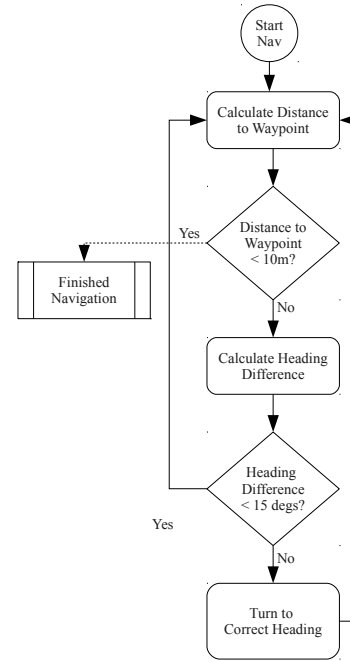 Start
Nav
Calculate Distance
to Waypoint
Distance to
Waypoint
< 10m?
Yes
Finished
Navigation
No
Calculate Heading
Difference
Heading
Difference
< 15 degs?
Yes
No
Turn to
Correct Heading